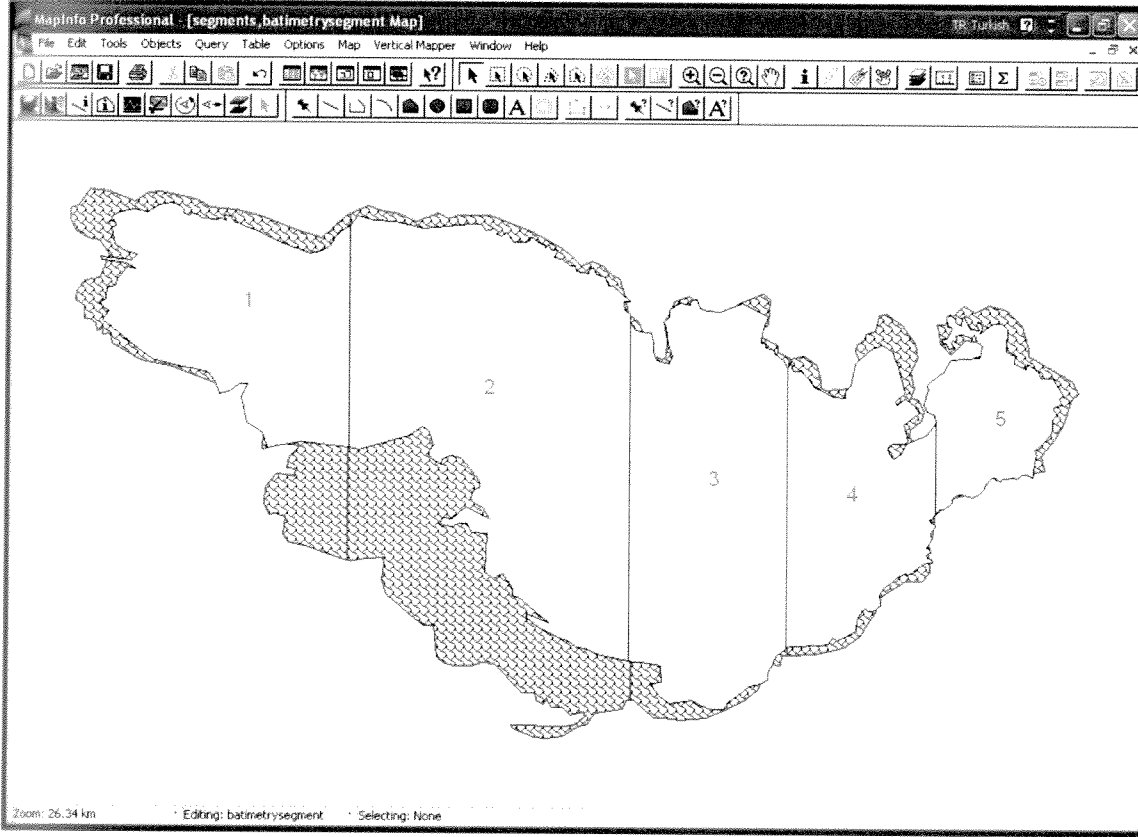 MapInfo Professional - [segments,batimetrysegment Map]
TR Turkish
File Edit Tools Objects Query Table Options Map Vertical Mapper Window Help
1
2
3
4
5
Zoom: 26.34 km
Editing: batimetrysegment
Selecting: None